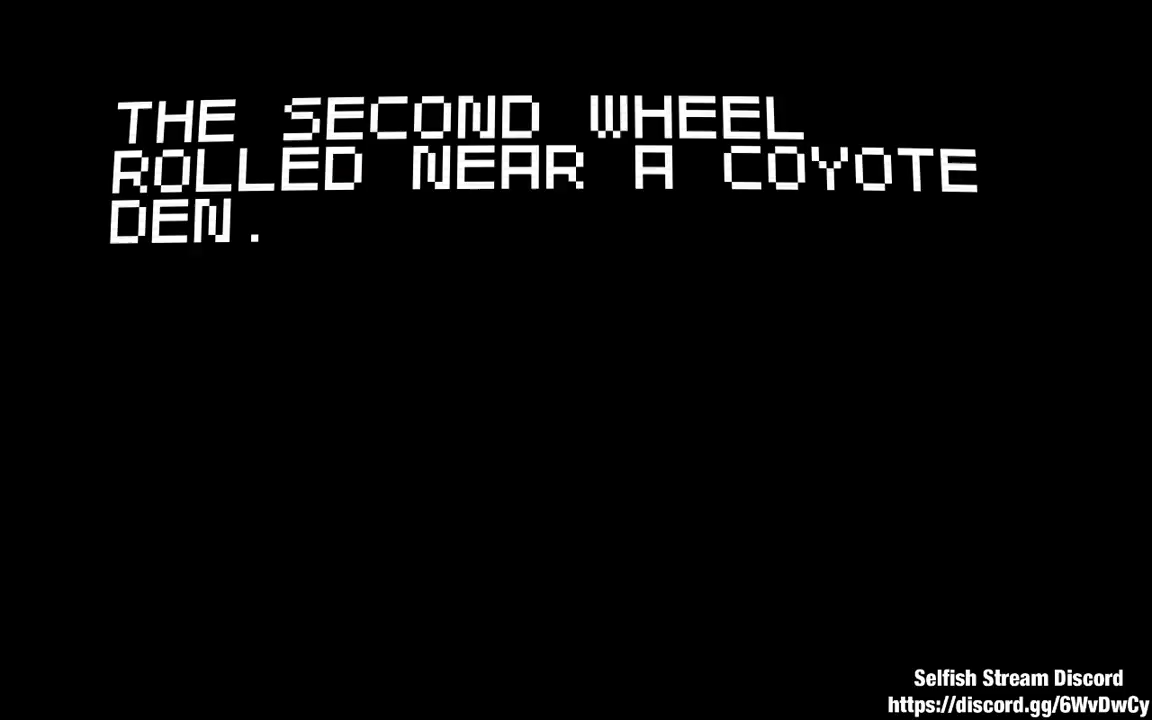 THE SECOND WHEEL
ROLLED NEAR A COYOTE
DEN.
Selfish Stream Discord
https://discord.gg/6WvDwCy